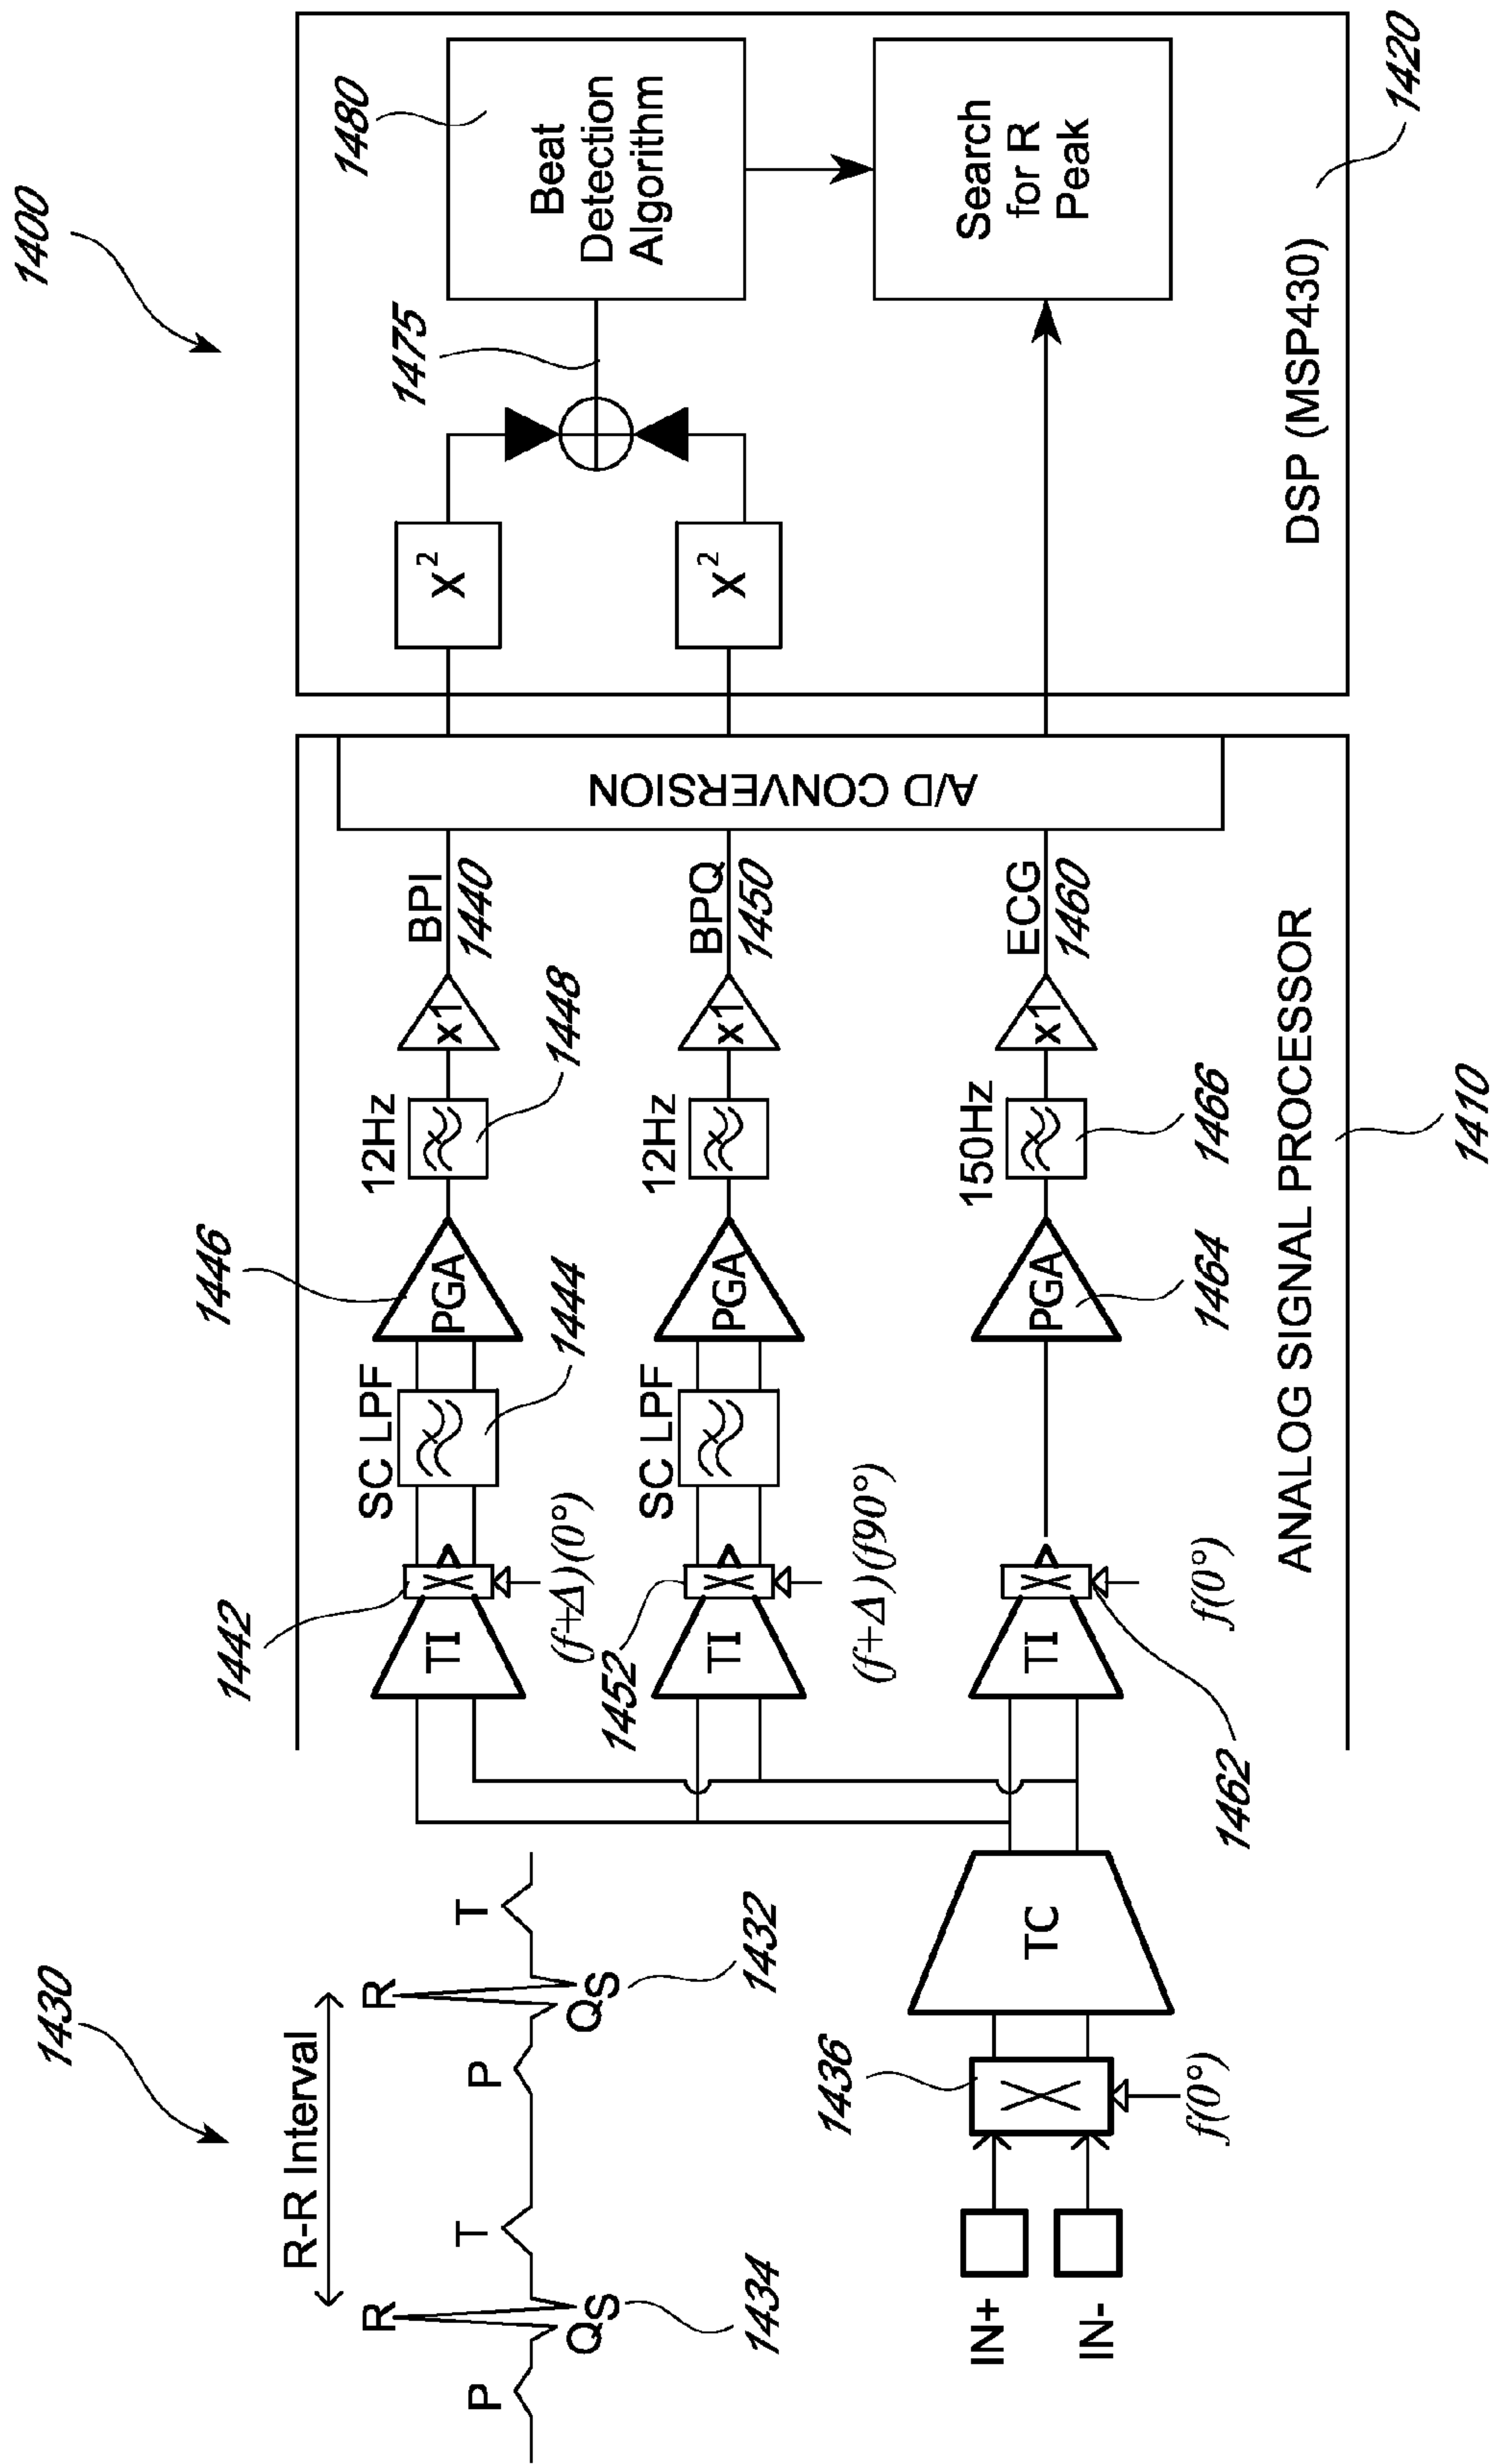 1400
1430
R-R Interval
R
R
P
T
P
T
QS
QS
1434
1432
IN+
IN-
1436
f(0°)
TC
1442
TI
(f+Δ)(0°)
SC LPF
1444
1446
PGA
12Hz
1448
x1
BPI
1440
1452
TI
(f+Δ)(f90°)
SC LPF
PGA
12Hz
x1
BPQ
1450
1462
TI
f(0°)
PGA
1464
150Hz
1466
x1
ECG
1460
A/D CONVERSION
ANALOG SIGNAL PROCESSOR
1410
X²
X²
1475
1480
Beat
Detection
Algorithm
Search
for R
Peak
DSP (MSP430)
1420